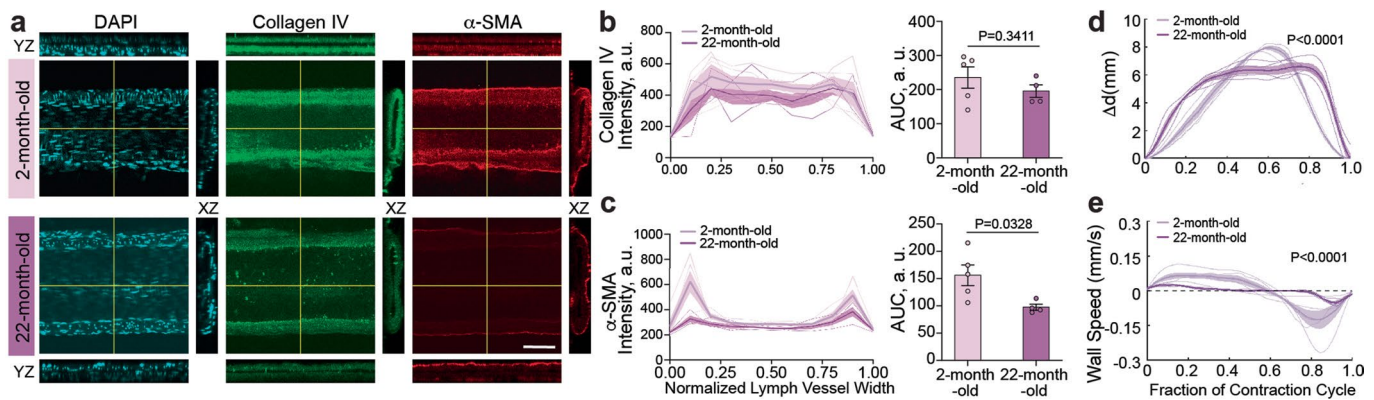 a
DAPI
Collagen IV
α-SMA
YZ
2-month-old
XZ
XZ
XZ
22-month-old
YZ
b
Collagen IV
Intensity, a.u.
800
600
400
200
0
0.00
0.25
0.50
0.75
1.00
2-month-old
22-month-old
AUC, a. u.
400
300
200
100
0
P=0.3411
2-month
-old
22-month
-old
c
α-SMA
Intensity, a.u.
1000
800
600
400
200
0
0.00
0.25
0.50
0.75
1.00
Normalized Lymph Vessel Width
2-month-old
22-month-old
AUC, a. u.
250
200
150
100
50
0
P=0.0328
2-month
-old
22-month
-old
d
Δd(mm)
10
8
6
4
2
0
0
0.2
0.4
0.6
0.8
1.0
2-month-old
22-month-old
P<0.0001
e
Wall Speed (mm/s)
0.3
0.15
0
-0.15
-0.3
0
0.2
0.4
0.6
0.8
1.0
Fraction of Contraction Cycle
2-month-old
22-month-old
P<0.0001